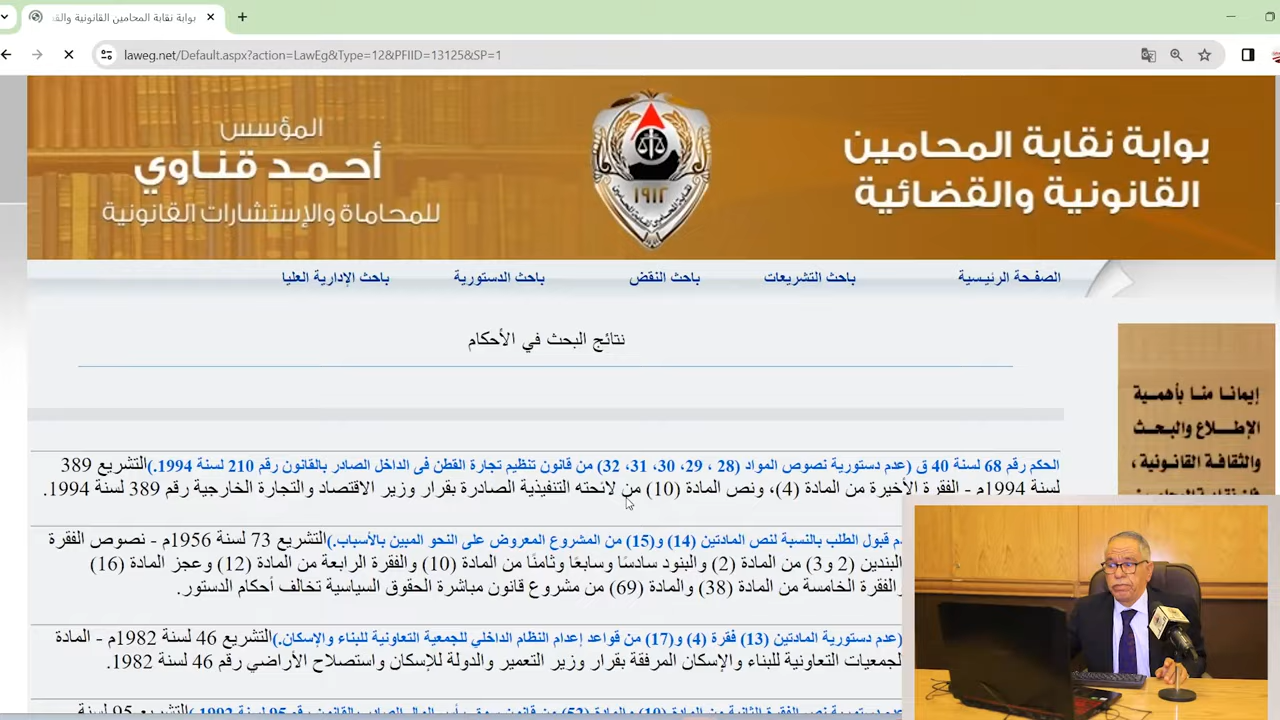 بوابة نقابة المحامين القانونية والقذ
laweg.net/Default.aspx?action=LawEg&Type=12&PFIID=13125&SP=1
بوابة نقابة المحامين
القانونية والقضائية
١٩١٢
المؤسس
أحمد قناوي
للمحاماة والإستشارات القانونية
الصفحة الرئيسية
باحث التشريعات
باحث النقض
باحث الدستورية
باحث الإدارية العليا
نتائج البحث في الأحكام
إيمانا منا بأهمية
الإطلاع والبحث
والثقافة القانونية ،
الحكم رقم 68 لسنة 40 ق (عدم دستورية نصوص المواد (28 ، 29، 30، 31، 32) من قانون تنظيم تجارة القطن فى الداخل الصادر بالقانون رقم 210 لسنة 1994.)التشريع 389
لسنة 1994م - الفقرة الأخيرة من المادة (4)، ونص المادة (10) من لائحته التنفيذية الصادرة بقرار وزير الاقتصاد والتجارة الخارجية رقم 389 لسنة 1994.
قبول الطلب بالنسبة لنص المادتين (14) و(15) من المشروع المعروض على النحو المبين بالأسباب.)التشريع 73 لسنة 1956م - نصوص الفقرة
البندين (2 و3) من المادة (2) والبنود سادسًا وسابعًا وثامنًا من المادة (10) والفقرة الرابعة من المادة (12) وعجز المادة (16)
والفقرة الخامسة من المادة (38) والمادة (69) من مشروع قانون مباشرة الحقوق السياسية تخالف أحكام الدستور.
(عدم دستورية المادتين (13) فقرة (4) و(17) من قواعد إعدام النظام الداخلي للجمعية التعاونية للبناء والإسكان.)التشريع 46 لسنة 1982م - المادة
لجمعيات التعاونية للبناء والإسكان المرفقة بقرار وزير التعمير والدولة للإسكان واستصلاح الأراضي رقم 46 لسنة 1982.